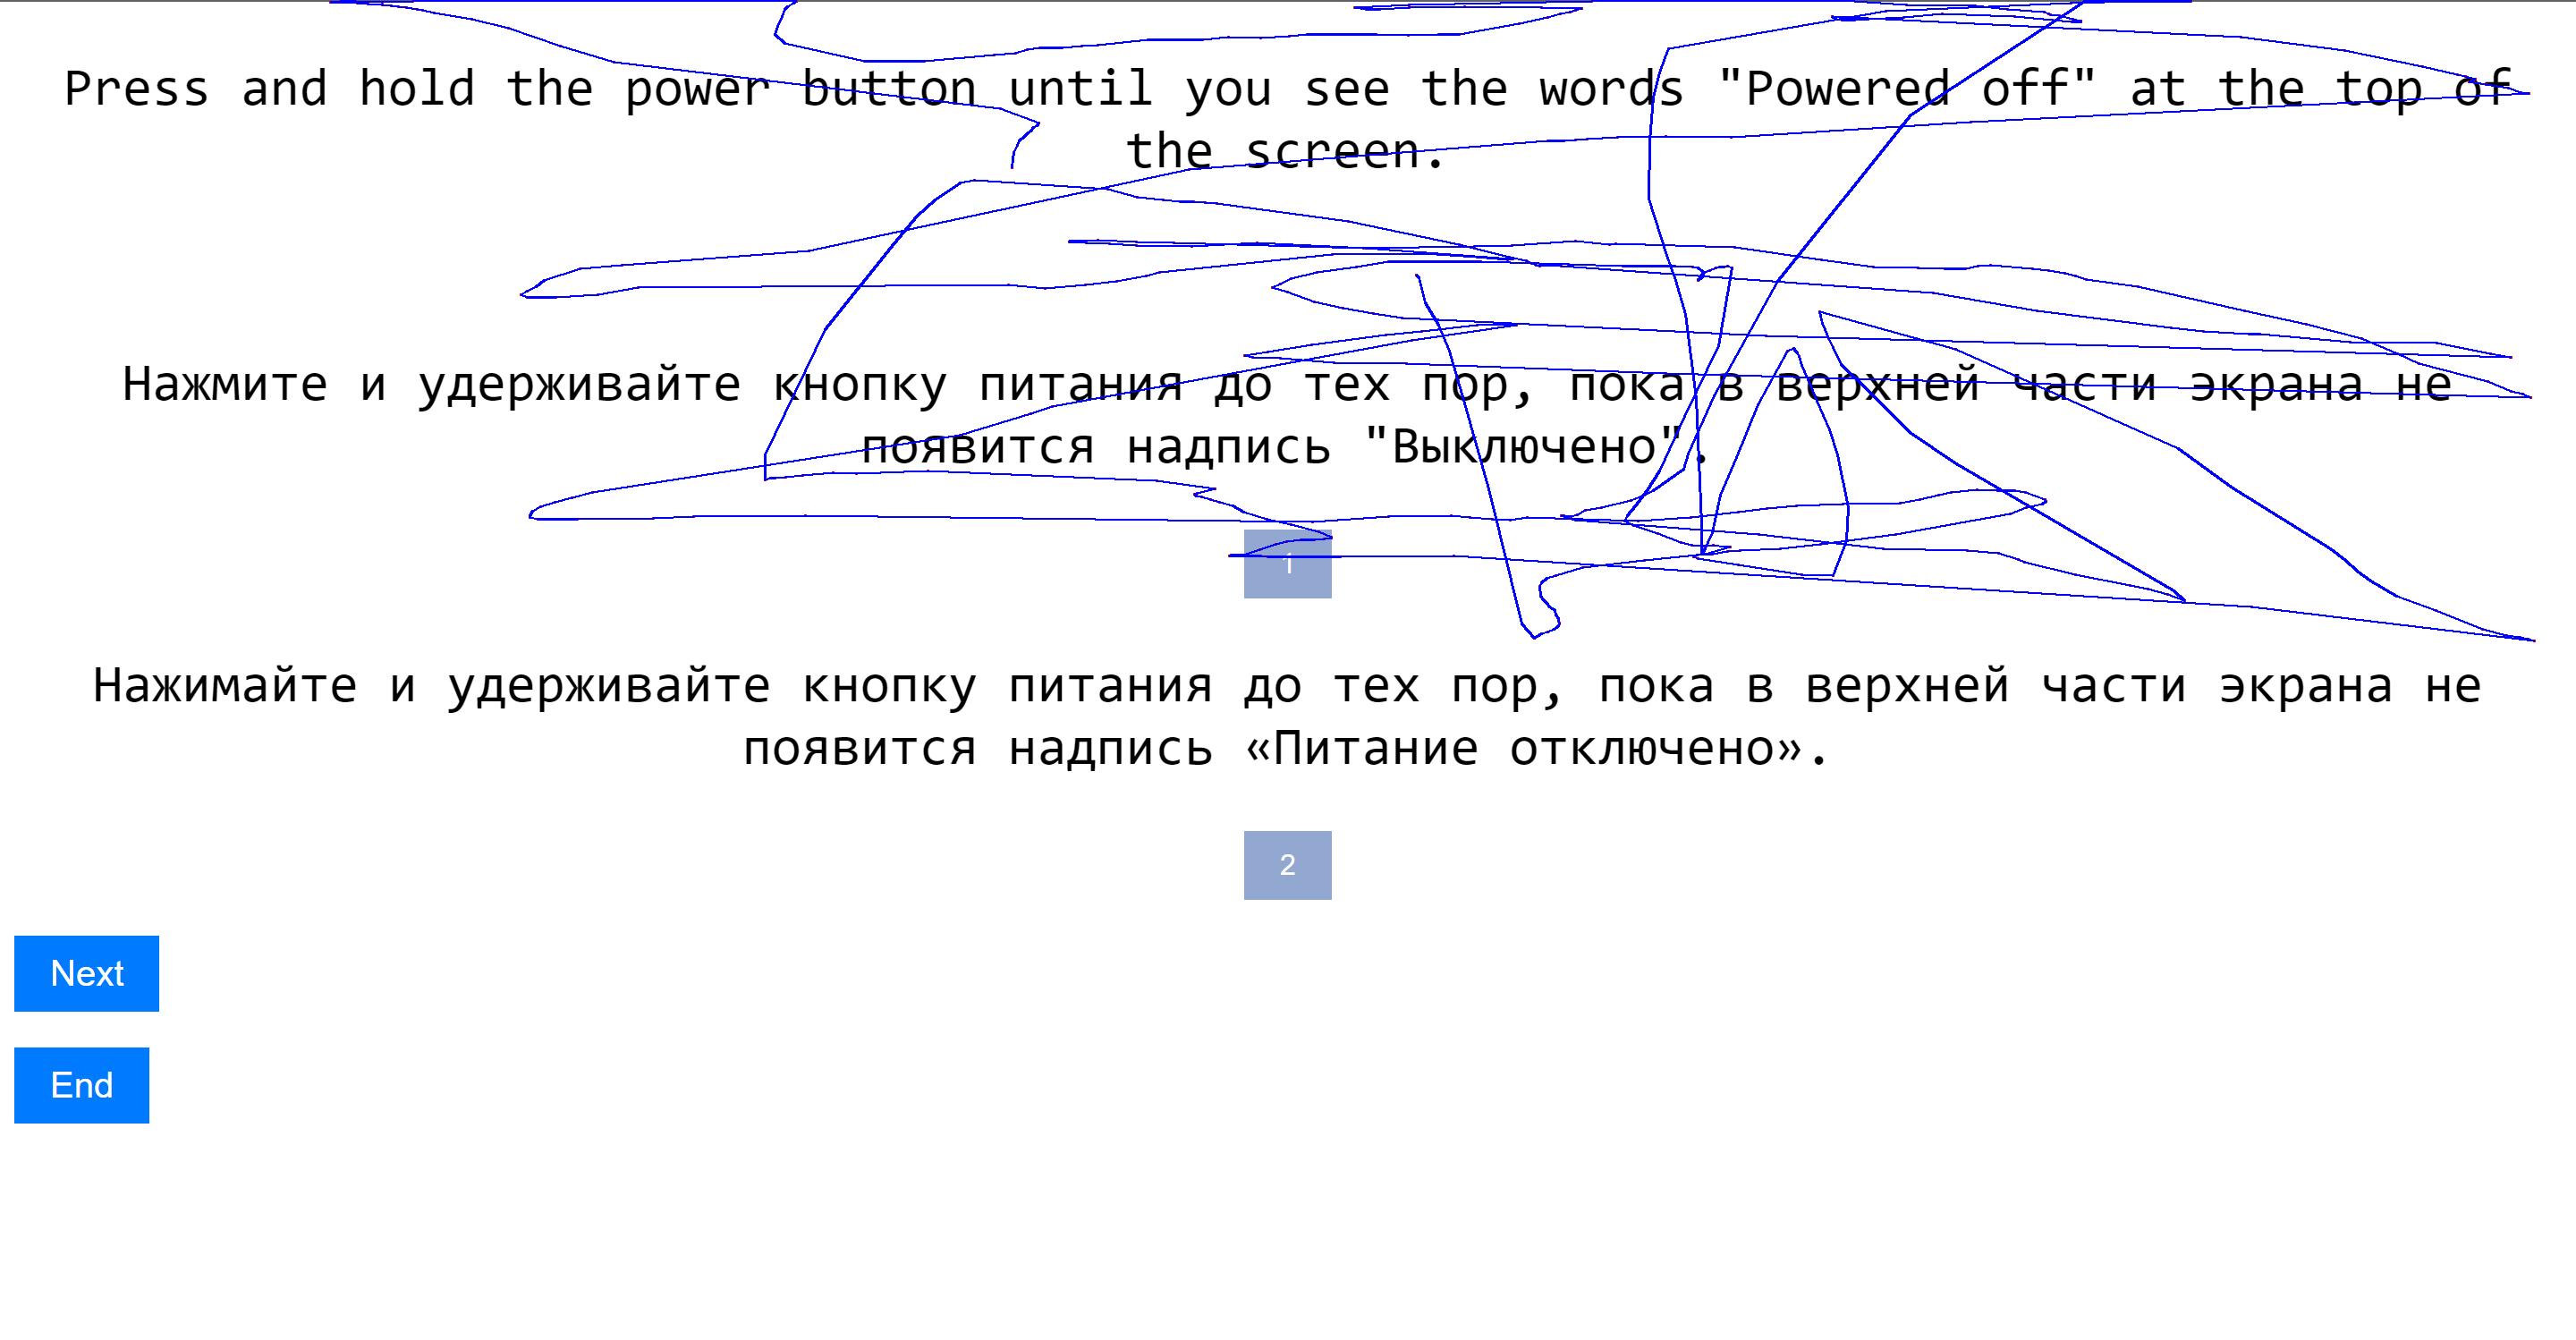 Press and hold the power button until you see the words "Powered off" at the top of
the screen.
Нажмите и удерживайте кнопку питания до тех пор, пока в верхней части экрана не
появится надпись "Выключено".
1
Нажимайте и удерживайте кнопку питания до тех пор, пока в верхней части экрана не
появится надпись «Питание отключено».
2
Next
End